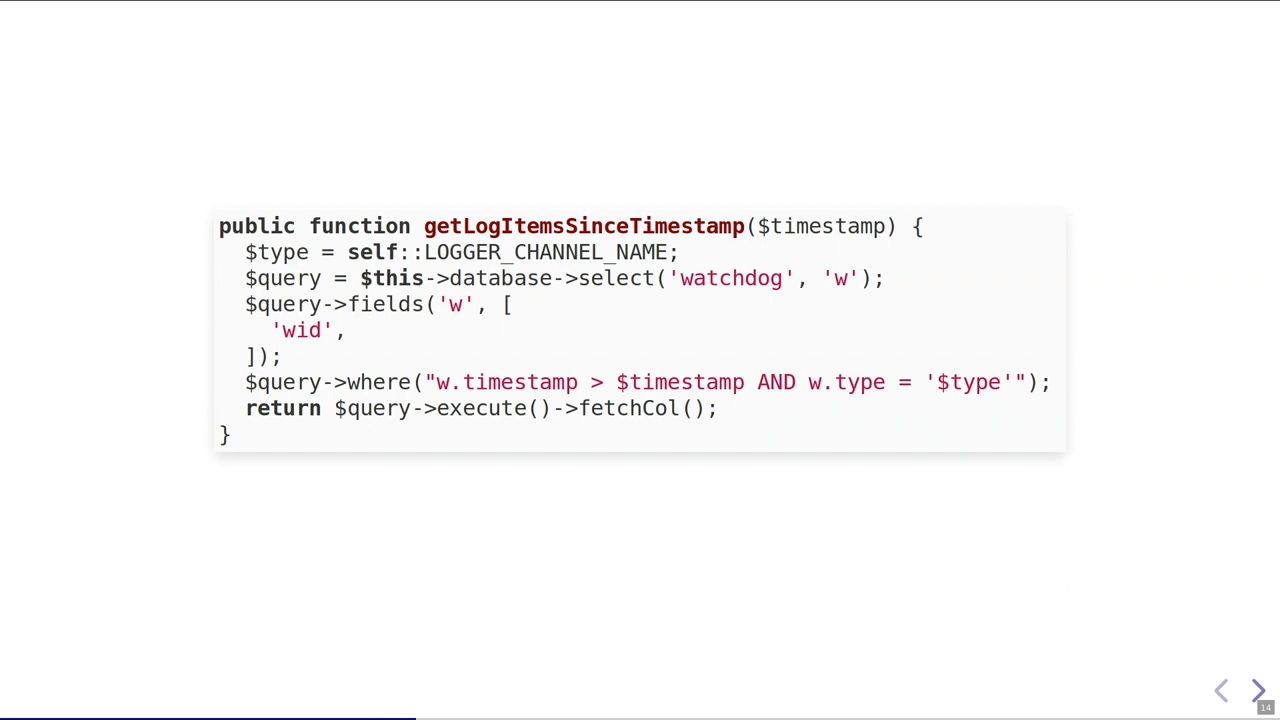 public function getLogItemsSinceTimestamp($timestamp) {
  $type = self::LOGGER_CHANNEL_NAME;
  $query = $this->database->select('watchdog', 'w');
  $query->fields('w', [
    'wid',
  ]);
  $query->where("w.timestamp > $timestamp AND w.type = '$type'");
  return $query->execute()->fetchCol();
}
14